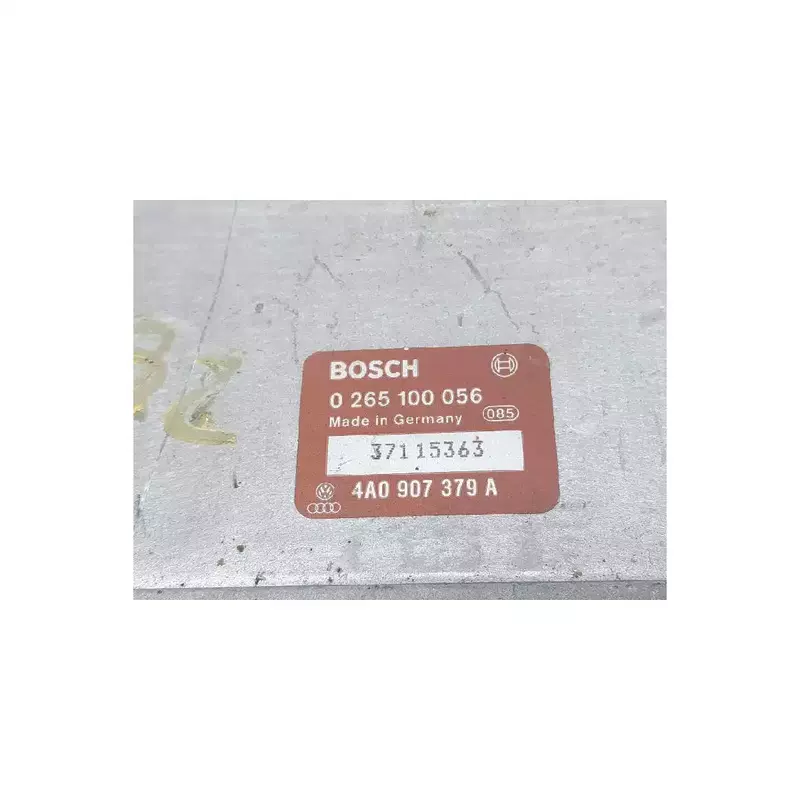 BOSCH
0 265 100 056
Made in Germany 085
37115363
4A0 907 379 A